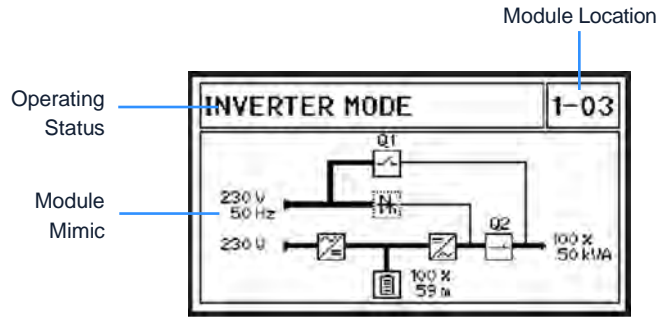 Module Location
Operating
Status
INVERTER MODE
1-03
Q1
Module
Mimic
230 V
50 Hz
Q2
230 V
100 %
50 kVA
100 %
59 m